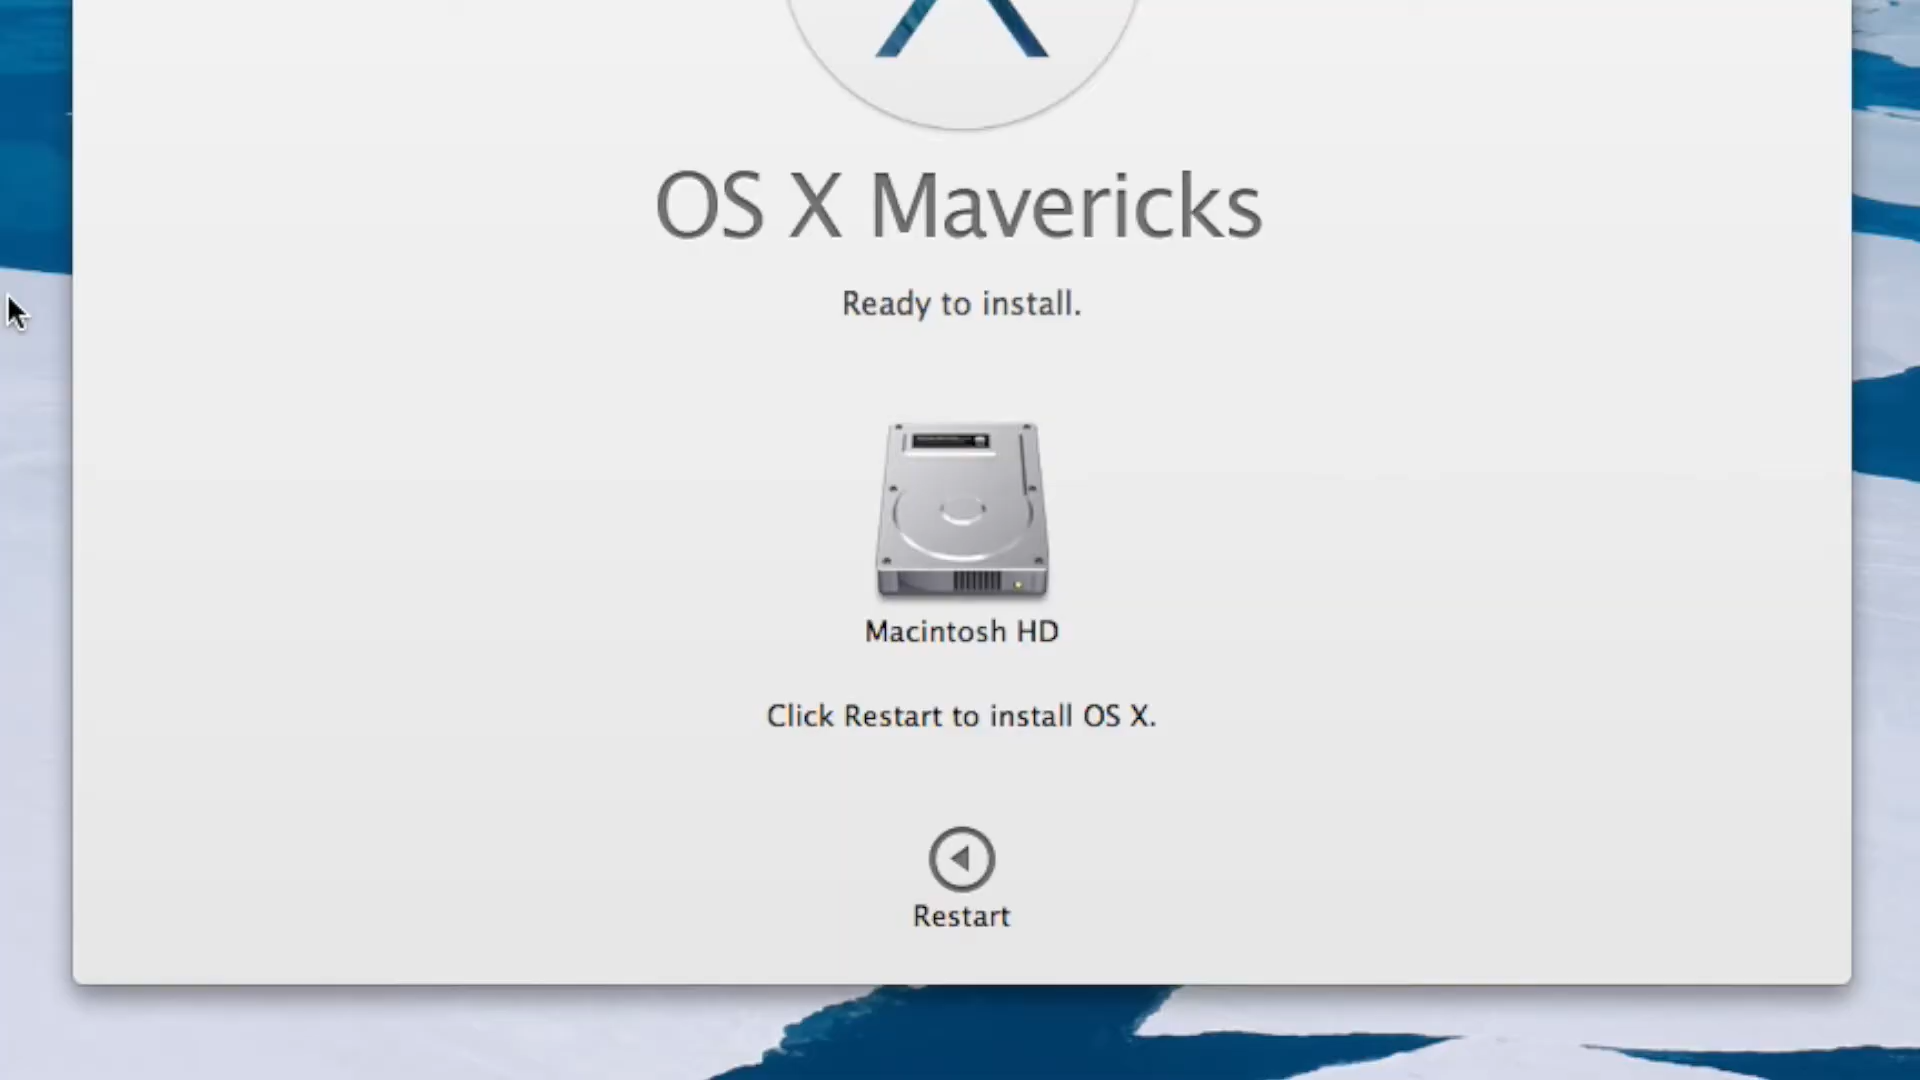 OS X Mavericks
Ready to install.
Macintosh HD
Click Restart to install OS X.
Restart